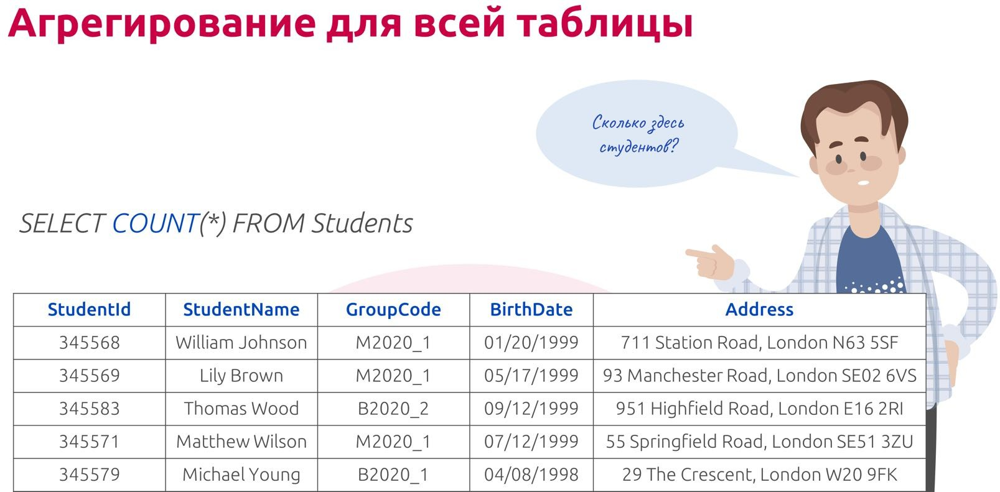 Агрегирование для всей таблицы
Сколько здесь
студентов?
SELECT COUNT(*) FROM Students
StudentId StudentName GroupCode BirthDate Address
345568 William Johnson M2020_1 01/20/1999 711 Station Road, London N63 5SF
345569 Lily Brown M2020_1 05/17/1999 93 Manchester Road, London SE02 6VS
345583 Thomas Wood B2020_2 09/12/1999 951 Highfield Road, London E16 2RI
345571 Matthew Wilson M2020_1 07/12/1999 55 Springfield Road, London SE51 3ZU
345579 Michael Young B2020_1 04/08/1998 29 The Crescent, London W20 9FK